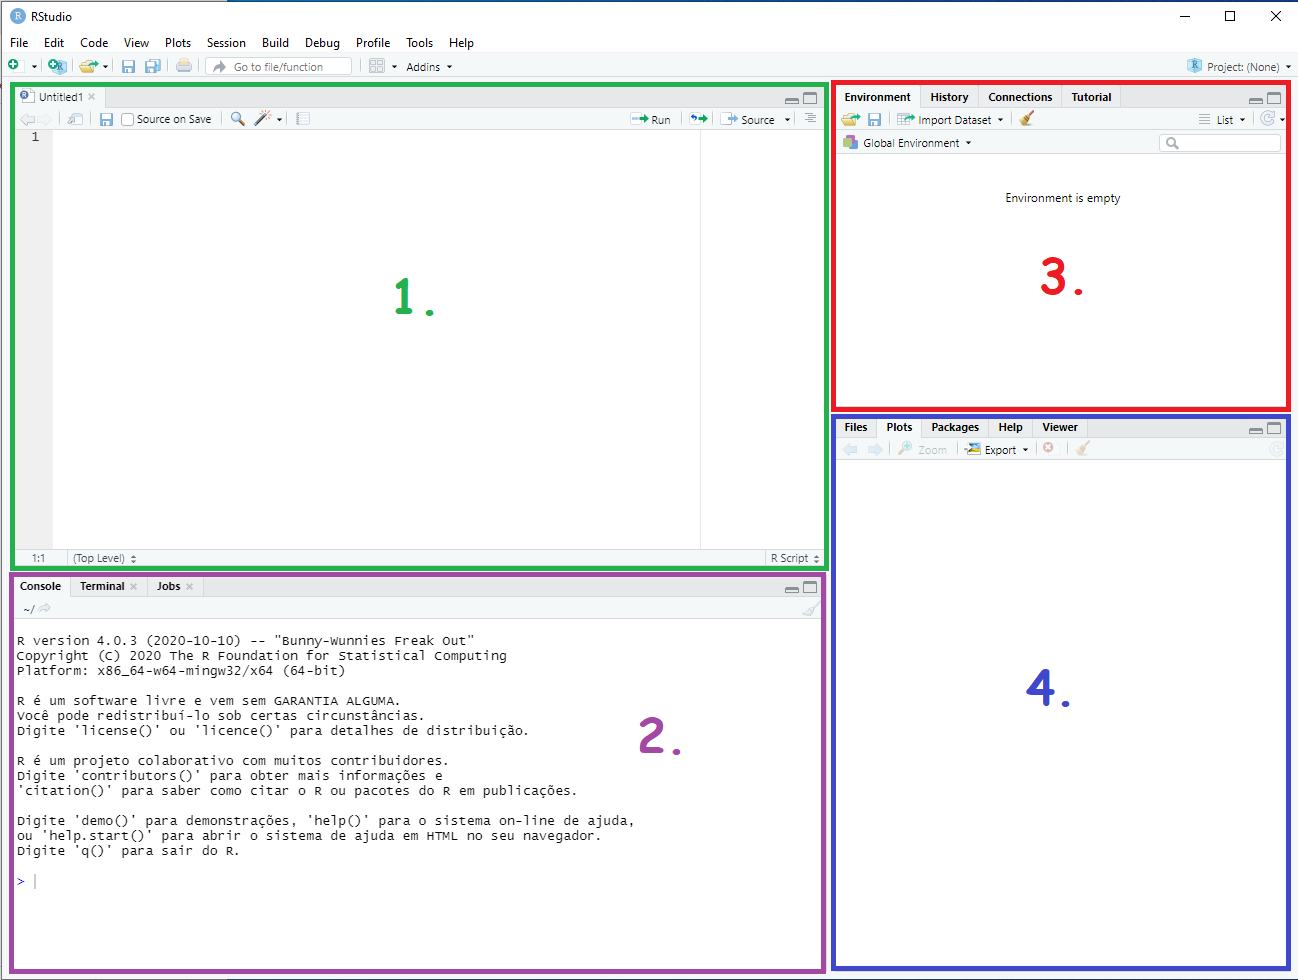 RStudio
File Edit Code View Plots Session Build Debug Profile Tools Help
Go to file/function Addins Project: (None)
Untitled1
Source on Save Run Source
1
1.
1:1 (Top Level) R Script
Console Terminal Jobs
~/
R version 4.0.3 (2020-10-10) -- "Bunny-Wunnies Freak Out"
Copyright (C) 2020 The R Foundation for Statistical Computing
Platform: x86_64-w64-mingw32/x64 (64-bit)
R é um software livre e vem sem GARANTIA ALGUMA.
Você pode redistribuí-lo sob certas circunstâncias.
Digite 'license()' ou 'licence()' para detalhes de distribuição.
R é um projeto colaborativo com muitos contribuidores.
Digite 'contributors()' para obter mais informações e
'citation()' para saber como citar o R ou pacotes do R em publicações.
Digite 'demo()' para demonstrações, 'help()' para o sistema on-line de ajuda,
ou 'help.start()' para abrir o sistema de ajuda em HTML no seu navegador.
Digite 'q()' para sair do R.
>
2.
Environment History Connections Tutorial
Import Dataset List
Global Environment
Environment is empty
3.
Files Plots Packages Help Viewer
Zoom Export
4.